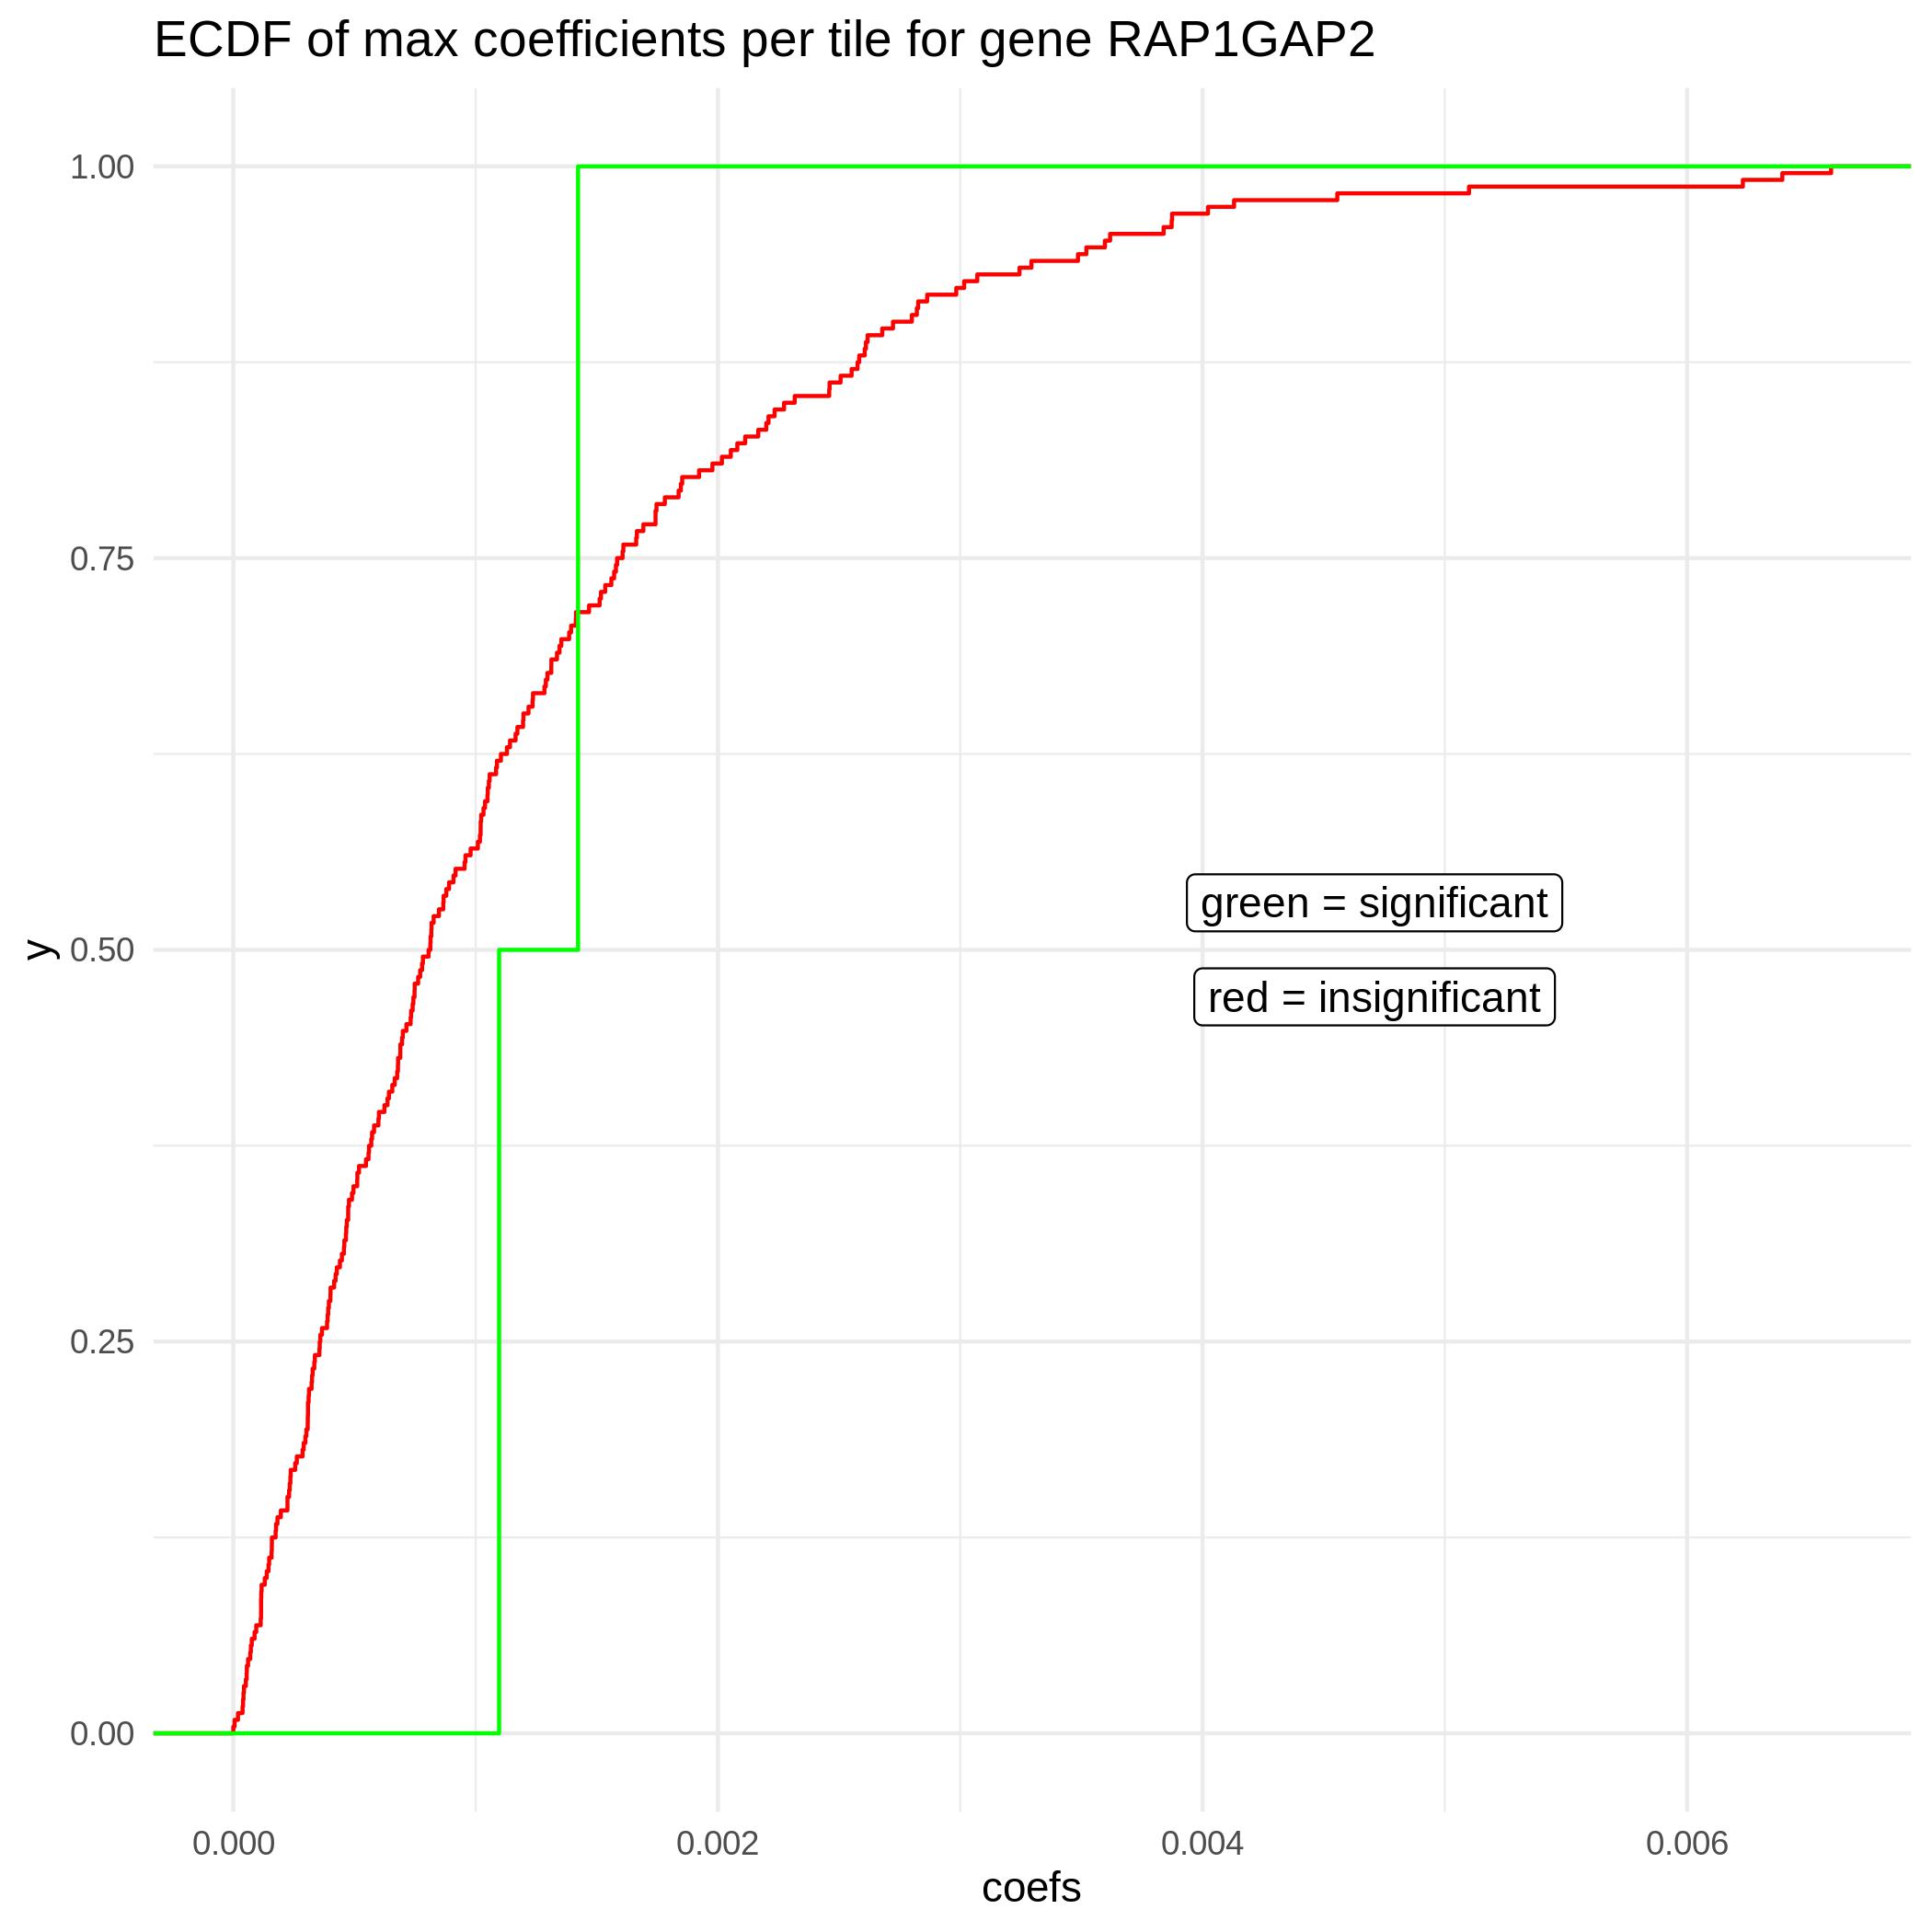 ECDF of max coefficients per tile for gene RAP1GAP2
1.00
0.75
0.50
0.25
0.00
y
green = significant
red = insignificant
0.000
0.002
0.004
0.006
coefs